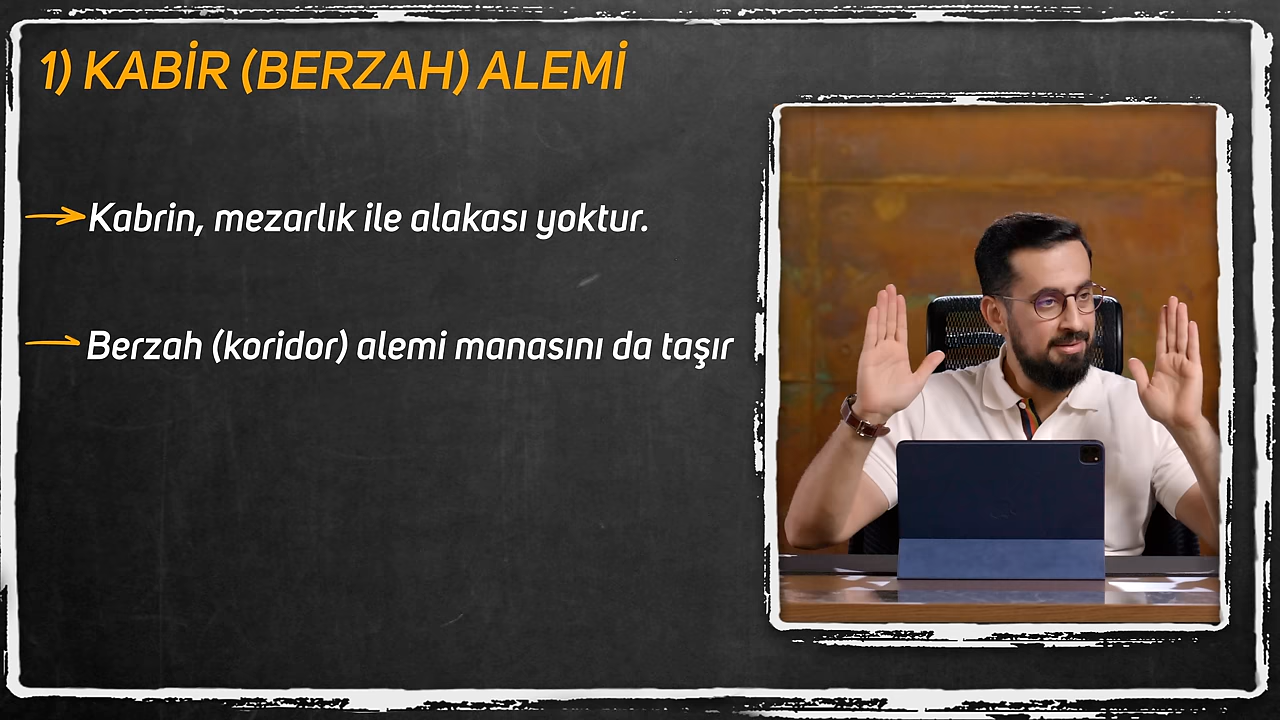 1) KABİR (BERZAH) ALEMİ
Kabrin, mezarlık ile alakası yoktur.
Berzah (koridor) alemi manasını da taşır